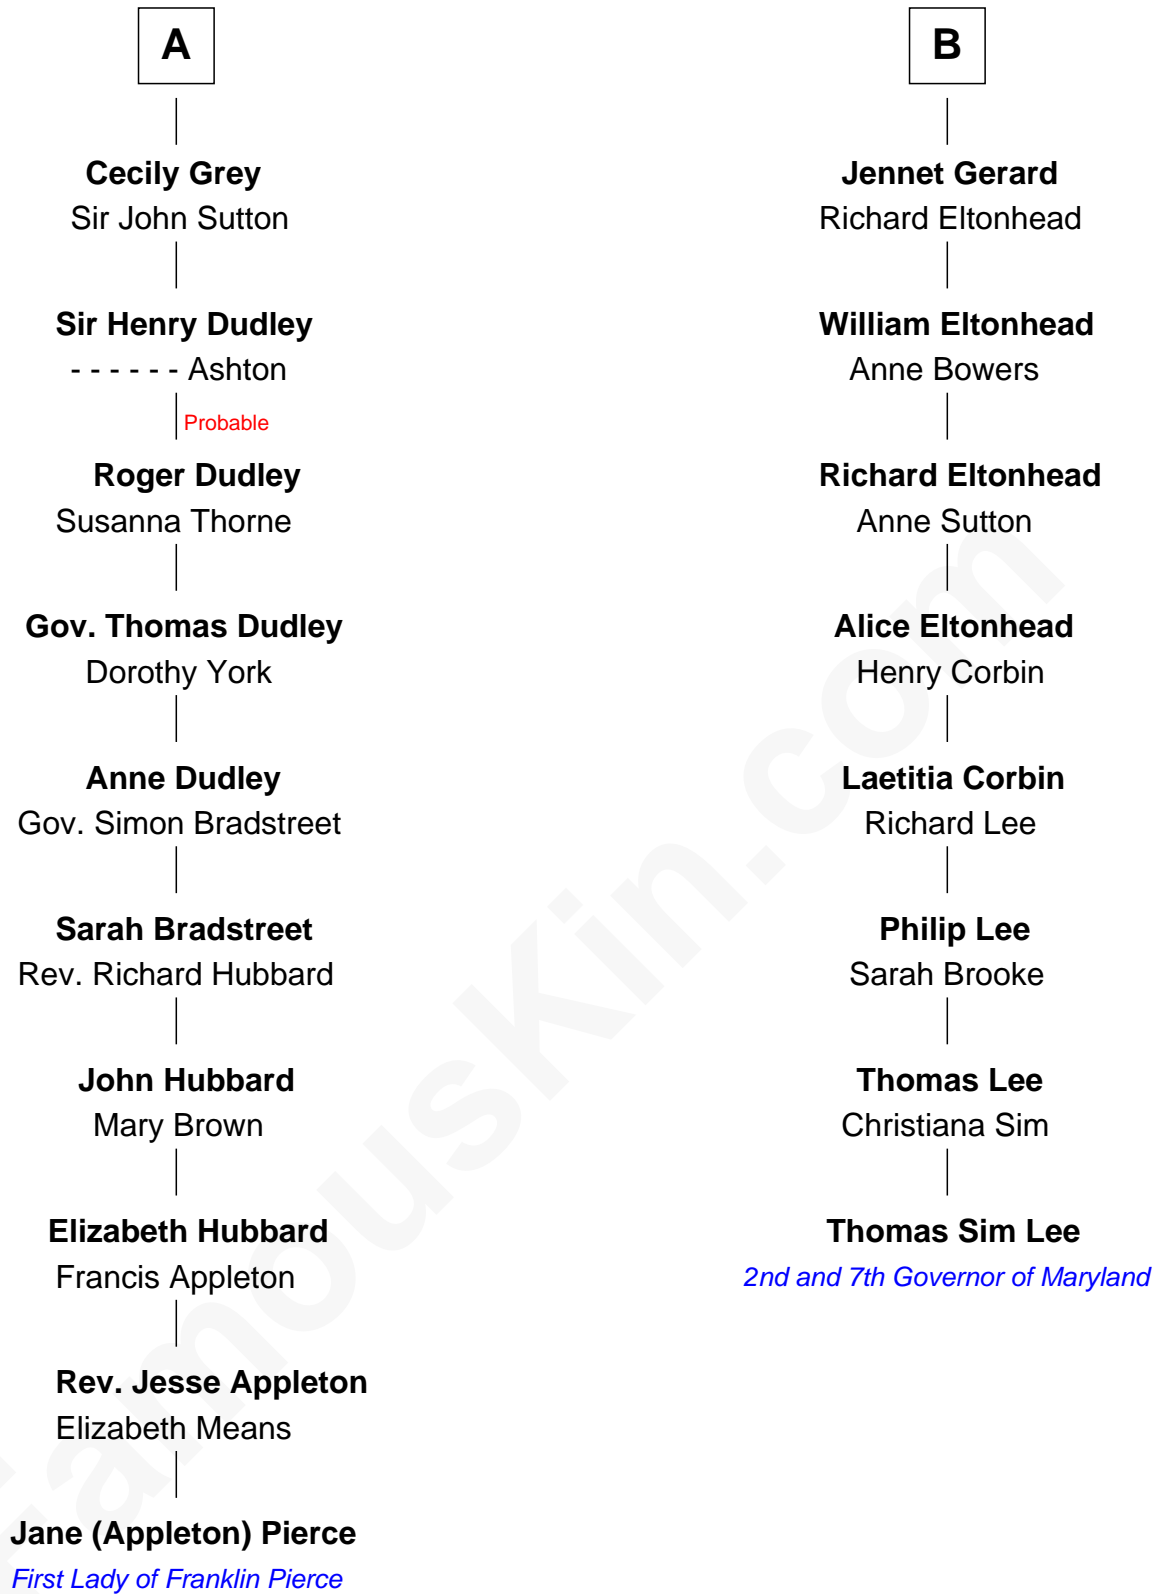 A
Cecily Grey
Sir John Sutton
Sir Henry Dudley
- - - - - - Ashton
Probable
Roger Dudley
Susanna Thorne
Gov. Thomas Dudley
Dorothy York
Anne Dudley
Gov. Simon Bradstreet
Sarah Bradstreet
Rev. Richard Hubbard
John Hubbard
Mary Brown
Elizabeth Hubbard
Francis Appleton
Rev. Jesse Appleton
Elizabeth Means
Jane (Appleton) Pierce
First Lady of Franklin Pierce
B
Jennet Gerard
Richard Eltonhead
William Eltonhead
Anne Bowers
Richard Eltonhead
Anne Sutton
Alice Eltonhead
Henry Corbin
Laetitia Corbin
Richard Lee
Philip Lee
Sarah Brooke
Thomas Lee
Christiana Sim
Thomas Sim Lee
2nd and 7th Governor of Maryland
FamousKin.com